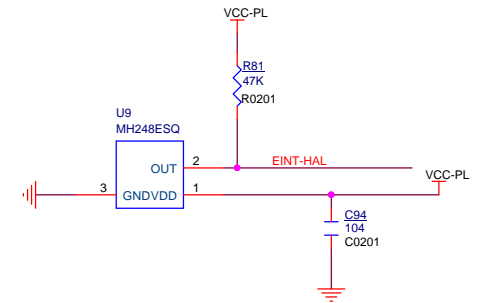 VCC-PL
R81
47K
R0201
U9
MH248ESQ
OUT
2
EINT-HAL
3
GNDVDD
1
VCC-PL
C94
104
C0201